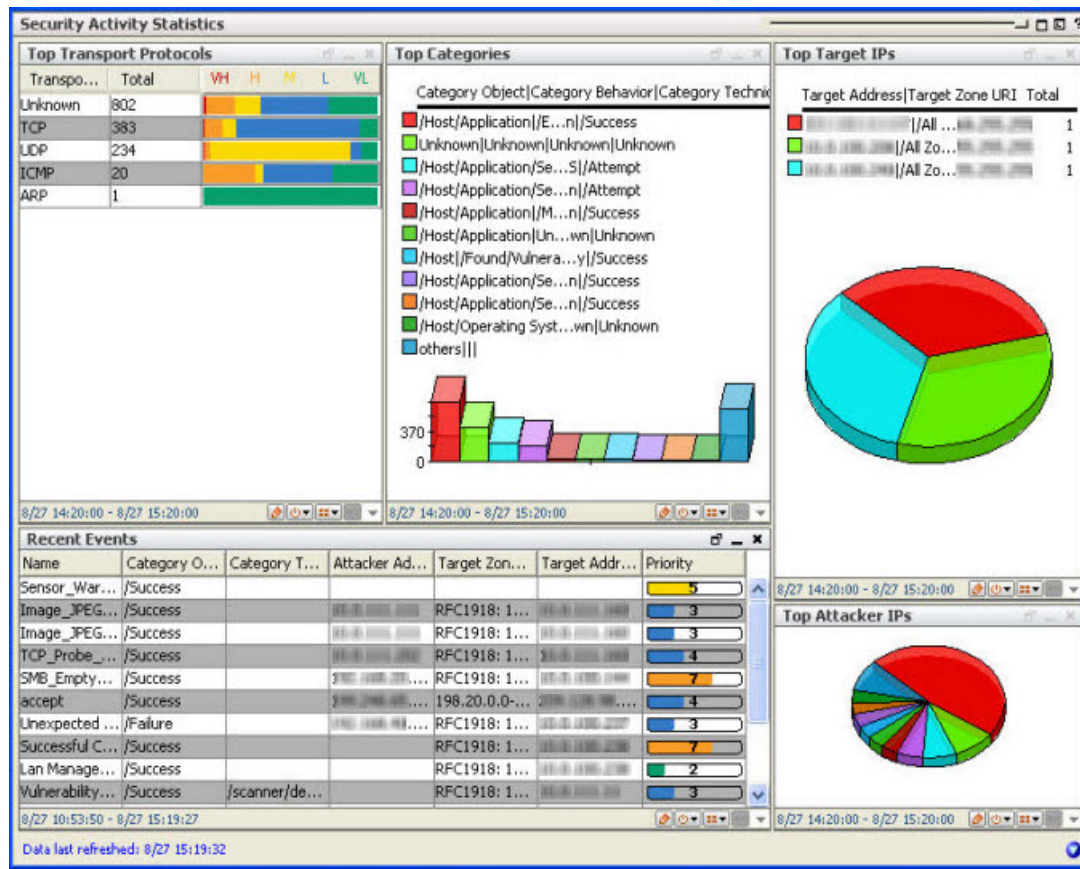 Security Activity Statistics
Top Transport Protocols
Transpo... Total VH H M L VL
Unknown 802
TCP 383
UDP 234
ICMP 20
ARP 1
8/27 14:20:00 - 8/27 15:20:00
Top Categories
Category Object|Category Behavior|Category Techni
/Host/Application|/E...n|/Success
Unknown|Unknown|Unknown|Unknown
/Host/Application/Se...S|/Attempt
/Host/Application/Se...n|/Attempt
/Host/Application|/M...n|/Success
/Host/Application|Un...wn|Unknown
/Host|/Found/Vulnera...y|/Success
/Host/Application/Se...n|/Success
/Host/Application/Se...n|/Success
/Host/Operating Syst...wn|Unknown
others|||
370
0
8/27 14:20:00 - 8/27 15:20:00
Top Target IPs
Target Address|Target Zone URI Total
|/All ... 1
|/All Zo... 1
|/All Zo... 1
8/27 14:20:00 - 8/27 15:20:00
Recent Events
Name Category O... Category T... Attacker Ad... Target Zon... Target Addr... Priority
Sensor_War... /Success 5
Image_JPEG... /Success RFC1918: 1... 3
Image_JPEG... /Success RFC1918: 1... 3
TCP_Probe_... /Success RFC1918: 1... 4
SMB_Empty... /Success RFC1918: 1... 7
accept /Success 198.20.0.0-... 4
Unexpected ... /Failure RFC1918: 1... 3
Successful C... /Success RFC1918: 1... 7
Lan Manage... /Success RFC1918: 1... 2
Vulnerability... /Success /scanner/de... RFC1918: 1... 3
8/27 10:53:50 - 8/27 15:19:27
Top Attacker IPs
8/27 14:20:00 - 8/27 15:20:00
Data last refreshed: 8/27 15:19:32